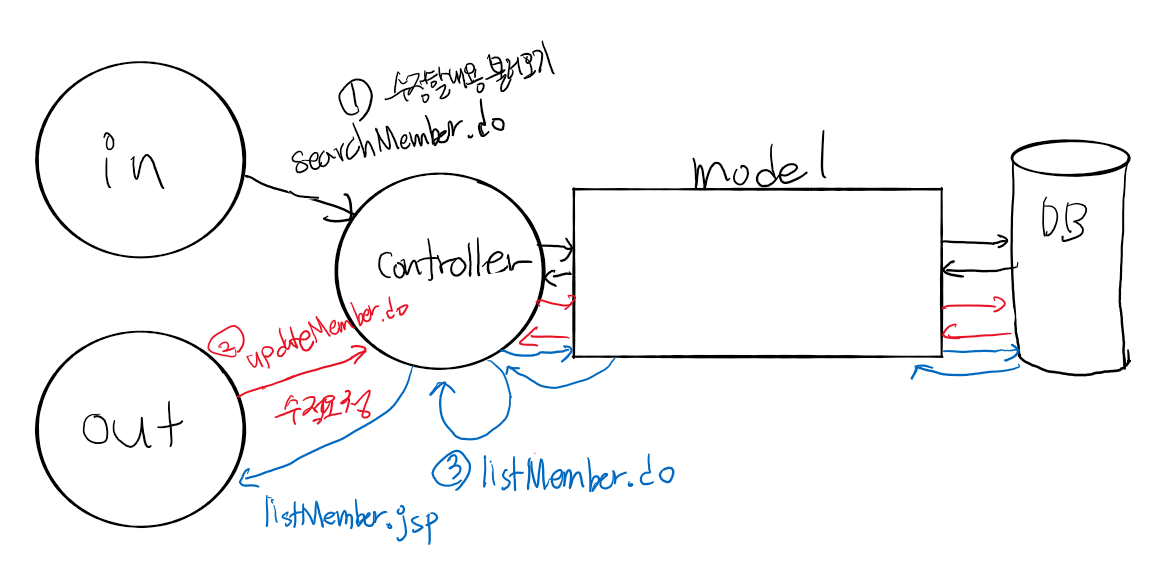 in
① 수정할내용불러오기
searchMember.do
Controller
model
DB
② updateMember.do
수정요청
out
③ listMember.do
listMember.jsp